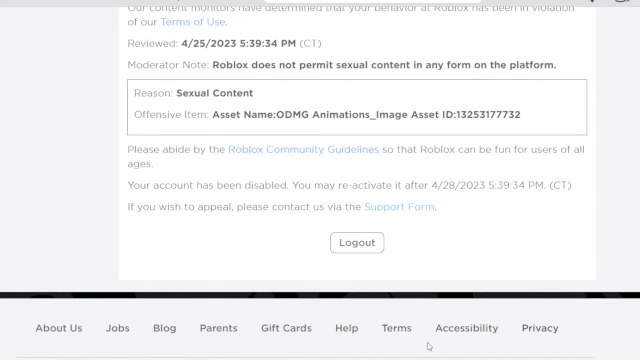 Our content monitors have determined that your behavior at Roblox has been in violation
of our Terms of Use.
Reviewed: 4/25/2023 5:39:34 PM (CT)
Moderator Note: Roblox does not permit sexual content in any form on the platform.
Reason: Sexual Content
Offensive Item: Asset Name:ODMG Animations_Image Asset ID:13253177732
Please abide by the Roblox Community Guidelines so that Roblox can be fun for users of all
ages.
Your account has been disabled. You may re-activate it after 4/28/2023 5:39:34 PM. (CT)
If you wish to appeal, please contact us via the Support Form.
Logout
About Us Jobs Blog Parents Gift Cards Help Terms Accessibility Privacy